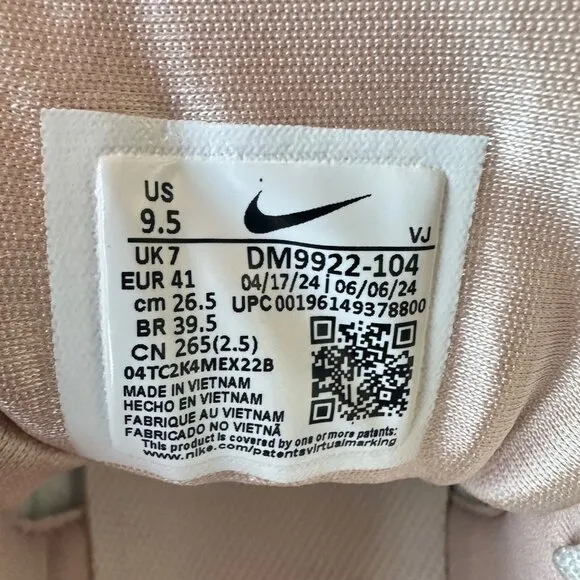 US
9.5
VJ
UK 7
DM9922-104
EUR 41
04/17/24 | 06/06/24
cm 26.5
UPC 00196149378800
BR 39.5
CN 265(2.5)
04TC2K4MEX22B
MADE IN VIETNAM
HECHO EN VIETNAM
FABRIQUE AU VIETNAM
FABRICADO NO VIETNÃ
This product is covered by one or more patents:
www.nike.com/patentsvirtualmarking